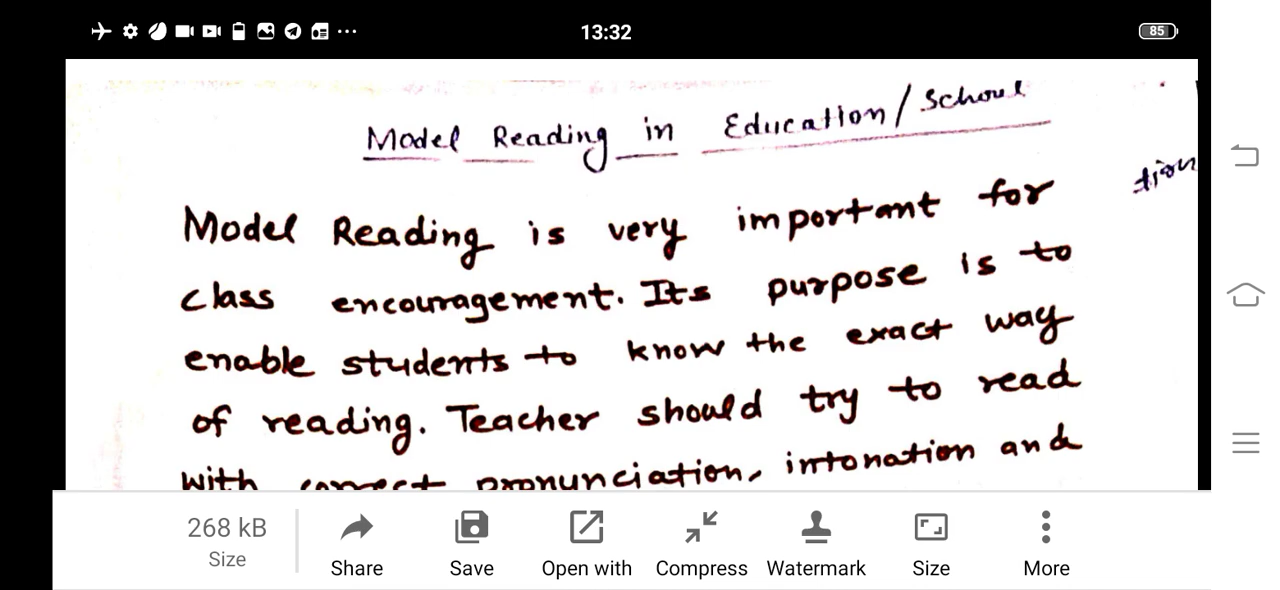 13:32
85
Model Reading in Education/School
tion
Model Reading is very important for
class encouragement. Its purpose is to
enable students to know the exact way
of reading. Teacher should try to read
with correct pronunciation, intonation and
268 kB
Size
Share
Save
Open with
Compress
Watermark
Size
More